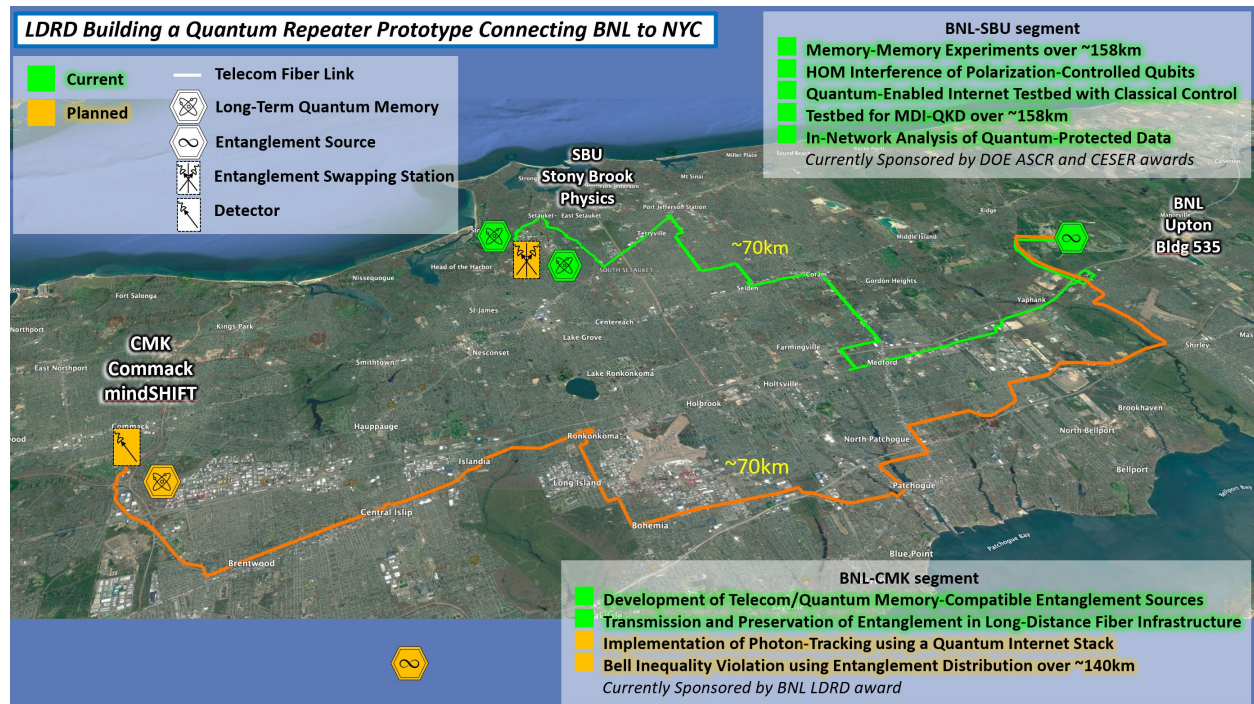 LDRD Building a Quantum Repeater Prototype Connecting BNL to NYC
Current
Planned
Telecom Fiber Link
Long-Term Quantum Memory
Entanglement Source
Entanglement Swapping Station
Detector
BNL-SBU segment
Memory-Memory Experiments over ~158km
HOM Interference of Polarization-Controlled Qubits
Quantum-Enabled Internet Testbed with Classical Control
Testbed for MDI-QKD over ~158km
In-Network Analysis of Quantum-Protected Data
Currently Sponsored by DOE ASCR and CESER awards
SBU
Stony Brook
Physics
BNL
Upton
Bldg 535
CMK
Commack
mindSHIFT
~70km
~70km
Miller Place
Mt Sinai
Port Jefferson Station
Setauket
East Setauket
Terryville
SOUTH SETAUKET
Ridge
Manorville
Middle Island
Head of the Harbor
Nissequogue
Fort Salonga
Northport
Kings Park
East Northport
Smithtown
St James
Nesconset
Centereach
Lake Grove
Lake Ronkonkoma
Selden
Coram
Gordon Heights
Yaphank
Shirley
Farmingville
Medford
Holtsville
Holbrook
Brookhaven
North Bellport
North Patchogue
Bellport
Patchogue
Bellport Bay
Patchogue Bay
Blue Point
Commack
Hauppauge
Islandia
Ronkonkoma
Long Island
Bohemia
Central Islip
Brentwood
BNL-CMK segment
Development of Telecom/Quantum Memory-Compatible Entanglement Sources
Transmission and Preservation of Entanglement in Long-Distance Fiber Infrastructure
Implementation of Photon-Tracking using a Quantum Internet Stack
Bell Inequality Violation using Entanglement Distribution over ~140km
Currently Sponsored by BNL LDRD award